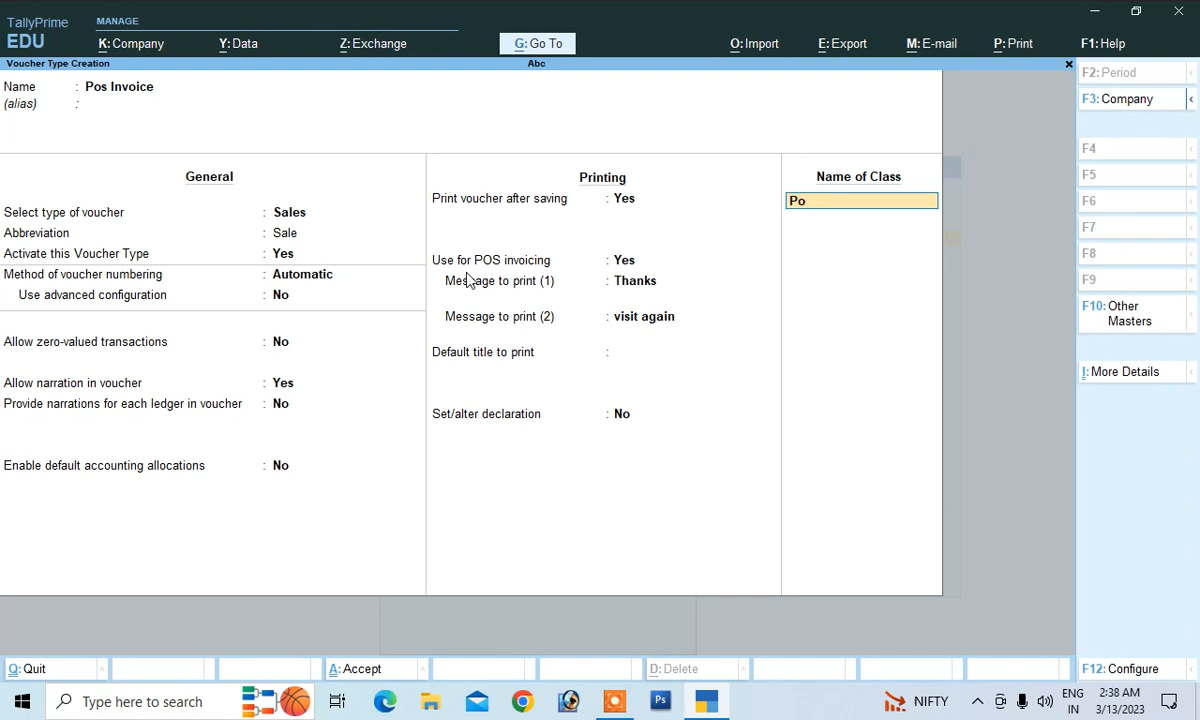 TallyPrime
EDU
MANAGE
K: Company
Y: Data
Z: Exchange
G: Go To
O: Import
E: Export
M: E-mail
P: Print
F1: Help
Voucher Type Creation
Abc
x
Name : Pos Invoice
(alias) :
General
Select type of voucher : Sales
Abbreviation : Sale
Activate this Voucher Type : Yes
Method of voucher numbering : Automatic
Use advanced configuration : No
Allow zero-valued transactions : No
Allow narration in voucher : Yes
Provide narrations for each ledger in voucher : No
Enable default accounting allocations : No
Printing
Print voucher after saving : Yes
Use for POS invoicing : Yes
Message to print (1) : Thanks
Message to print (2) : visit again
Default title to print :
Set/alter declaration : No
Name of Class
Po
F2: Period
F3: Company
F4
F5
F6
F7
F8
F9
F10: Other
Masters
I: More Details
F12: Configure
Q: Quit
A: Accept
D: Delete
Type here to search
Ps
NIFTY
ENG
IN
2:38 AM
3/13/2023